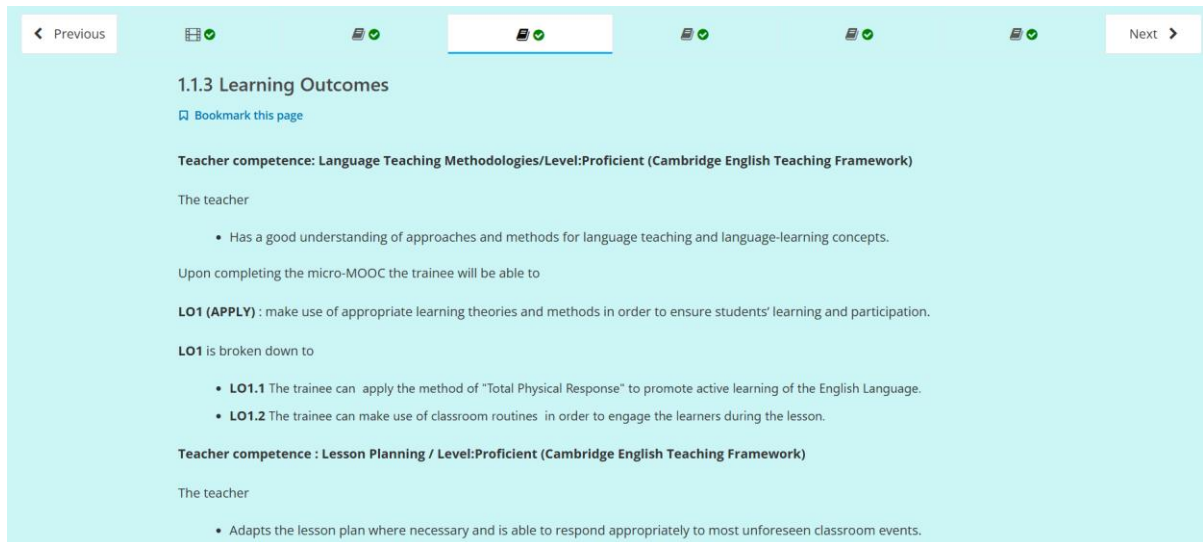 Previous
Next
1.1.3 Learning Outcomes
Bookmark this page
Teacher competence: Language Teaching Methodologies/Level:Proficient (Cambridge English Teaching Framework)
The teacher
• Has a good understanding of approaches and methods for language teaching and language-learning concepts.
Upon completing the micro-MOOC the trainee will be able to
LO1 (APPLY) : make use of appropriate learning theories and methods in order to ensure students’ learning and participation.
LO1 is broken down to
• LO1.1 The trainee can apply the method of "Total Physical Response" to promote active learning of the English Language.
• LO1.2 The trainee can make use of classroom routines in order to engage the learners during the lesson.
Teacher competence : Lesson Planning / Level:Proficient (Cambridge English Teaching Framework)
The teacher
• Adapts the lesson plan where necessary and is able to respond appropriately to most unforeseen classroom events.